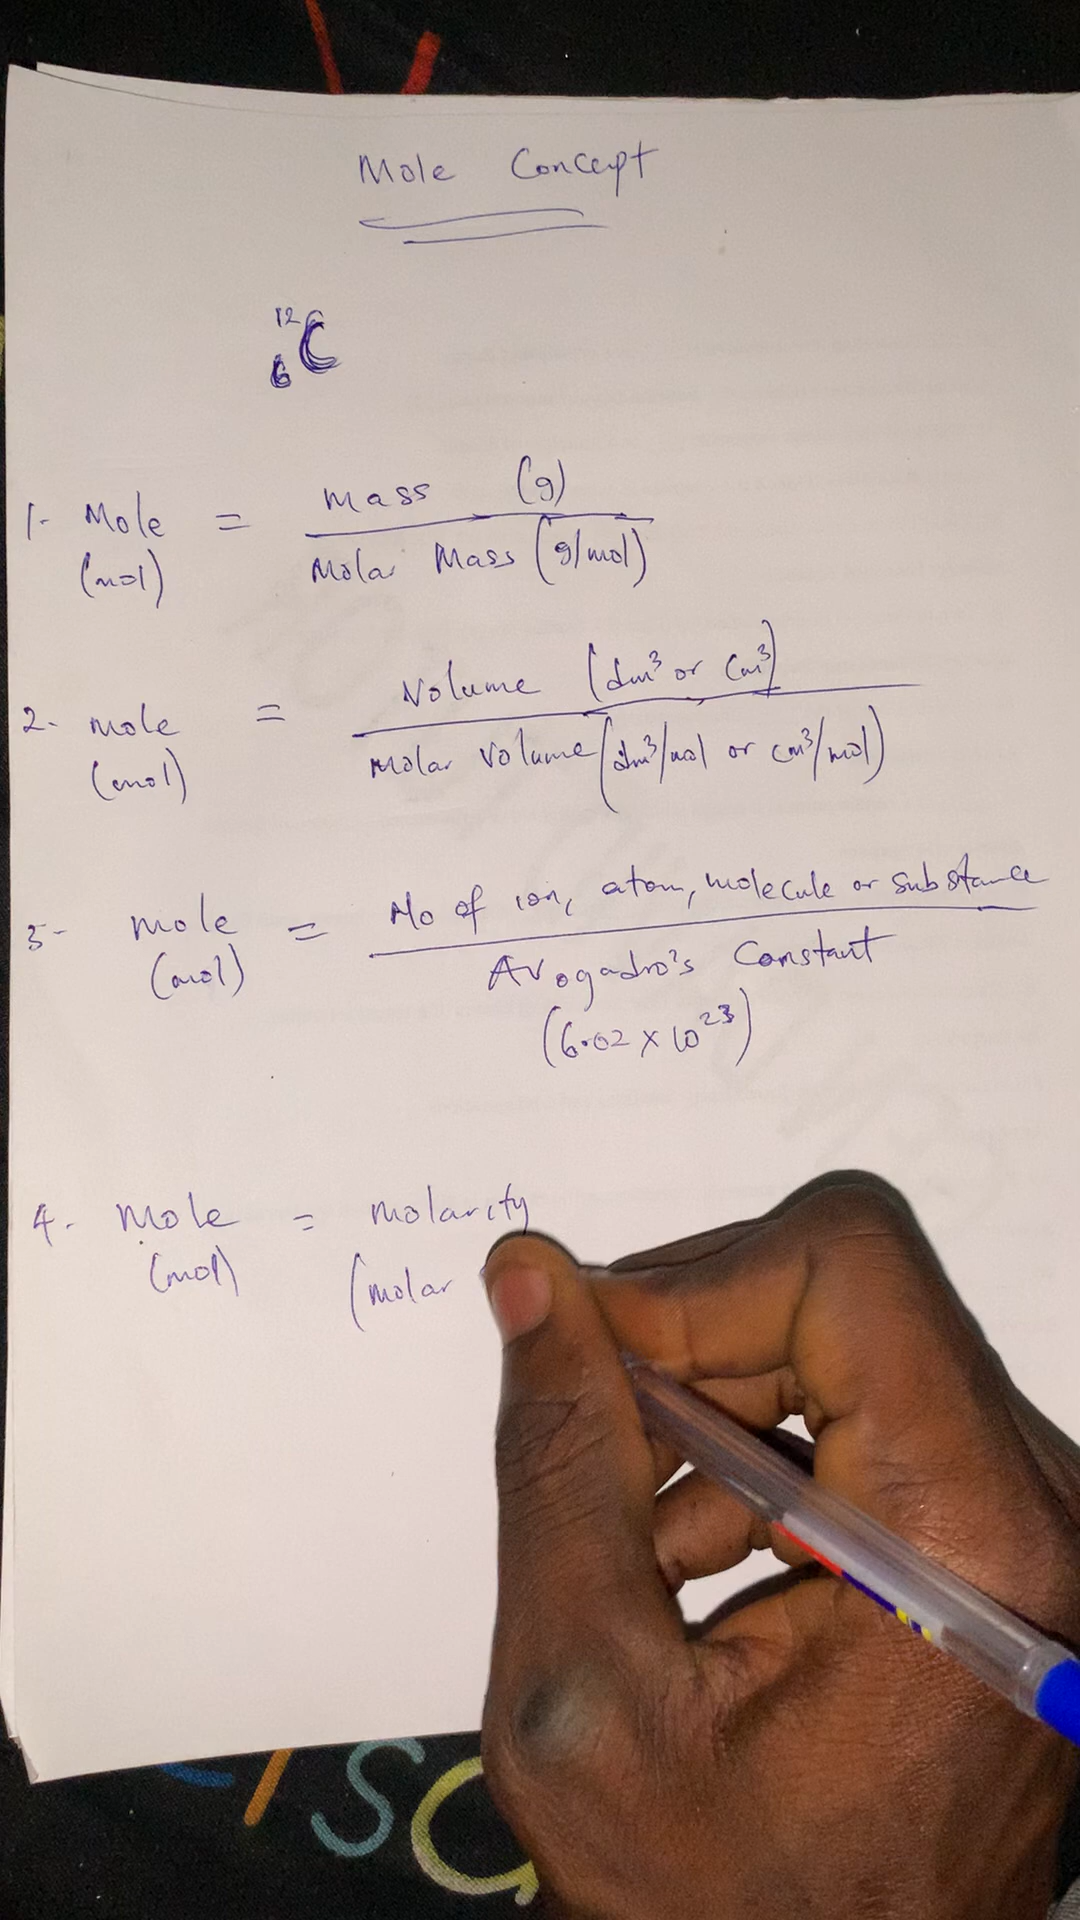 Mole Concept
12
6 C
1- Mole = Mass (g)
(mol) Molar Mass (g/mol)
2- mole = Volume (dm³ or cm³)
(mol) Molar Volume (dm³/mol or cm³/mol)
3- mole = No of ion, atom, molecule or substance
(mol) Avogadro's Constant
(6.02 x 10²³)
4- mole = molarity
(mol) (molar
SC